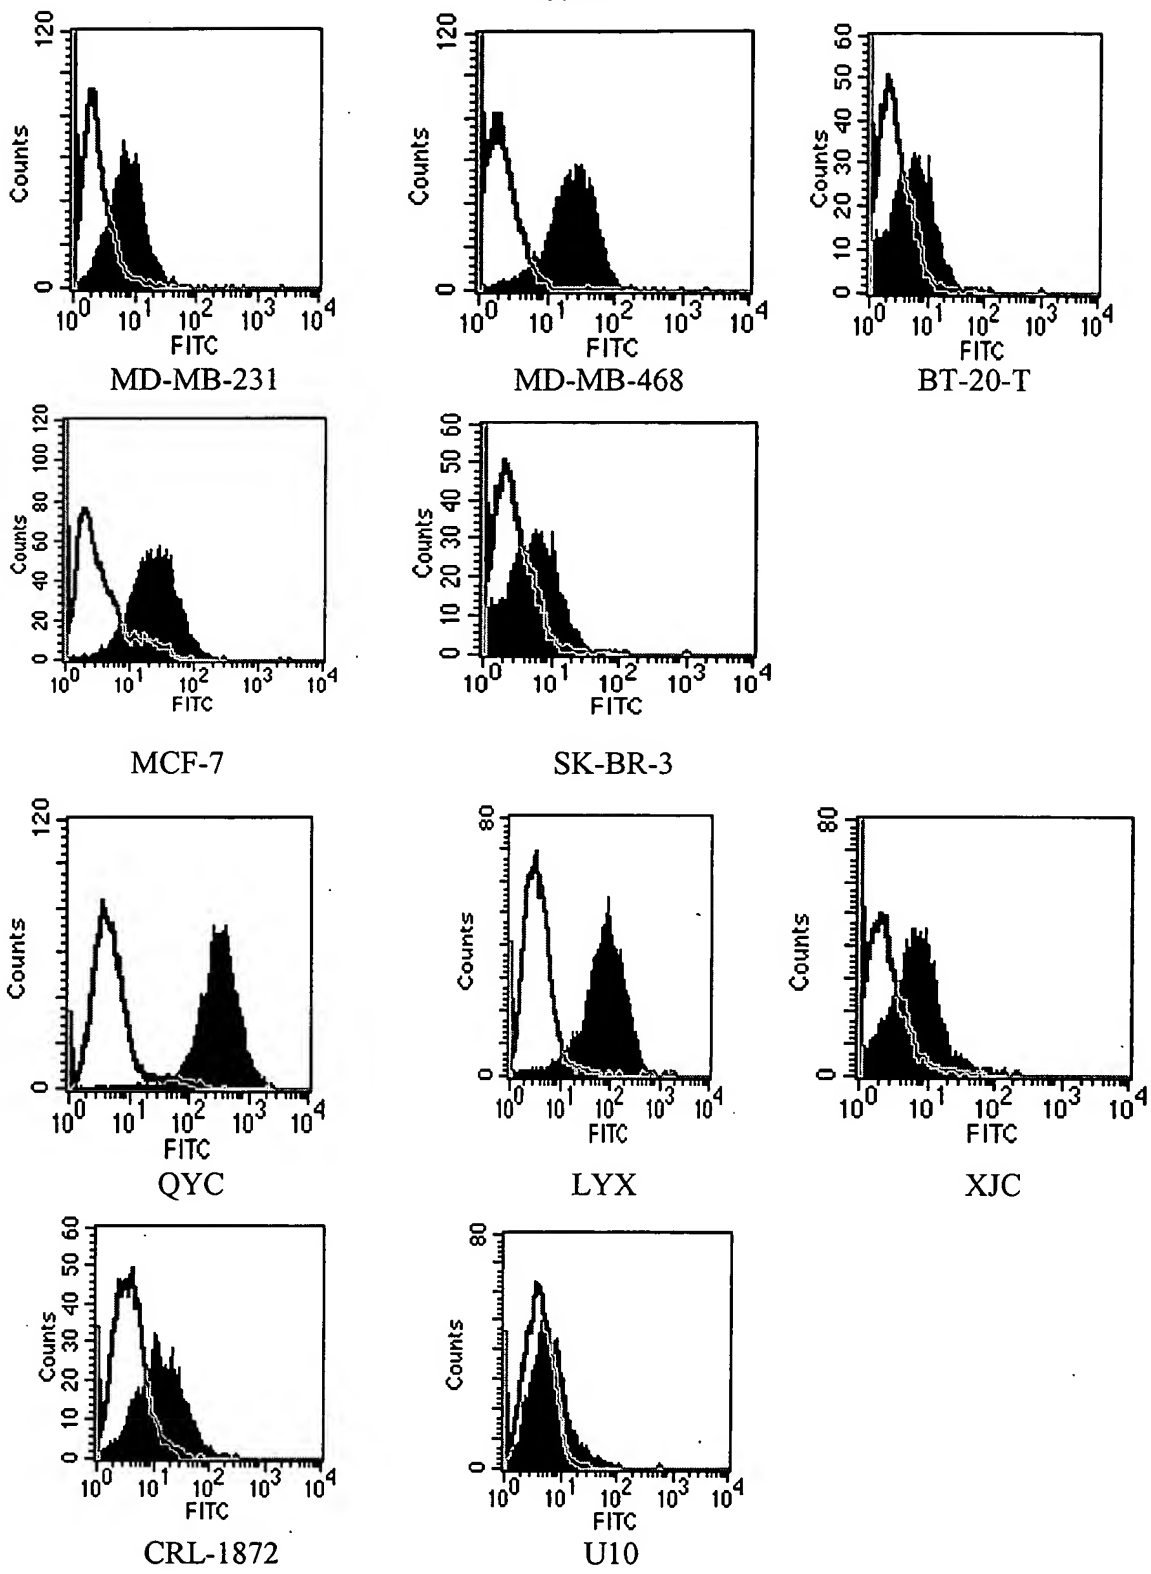 120 120 60
50
40
30
20
10
0 0 0
Counts Counts Counts
10^0 10^1 10^2 10^3 10^4 10^0 10^1 10^2 10^3 10^4 10^0 10^1 10^2 10^3 10^4
FITC FITC FITC
MD-MB-231 MD-MB-468 BT-20-T
120 60
100 50
80 40
60 30
40 20
20 10
0 0
Counts Counts
10^0 10^1 10^2 10^3 10^4 10^0 10^1 10^2 10^3 10^4
FITC FITC
MCF-7 SK-BR-3
120 80 80
0 0 0
Counts Counts Counts
10^0 10^1 10^2 10^3 10^4 10^0 10^1 10^2 10^3 10^4 10^0 10^1 10^2 10^3 10^4
FITC FITC FITC
QYC LYX XJC
60 80
50
40
30
20
10
0 0
Counts Counts
10^0 10^1 10^2 10^3 10^4 10^0 10^1 10^2 10^3 10^4
FITC FITC
CRL-1872 U10